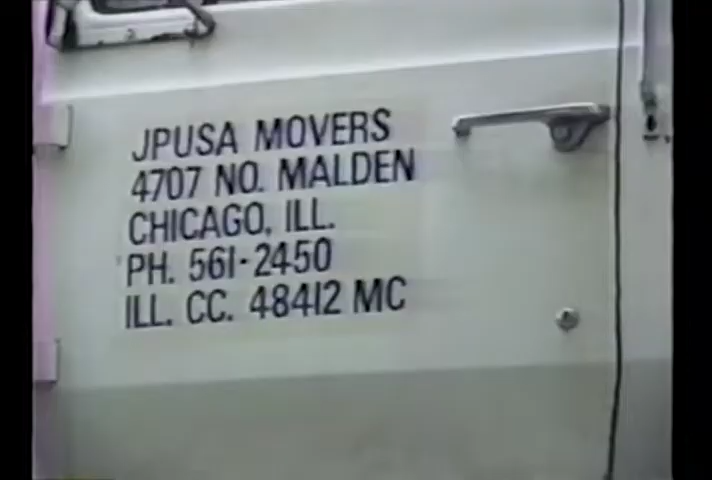 JPUSA MOVERS
4707 NO. MALDEN
CHICAGO, ILL.
PH. 561-2450
ILL. CC. 48412 MC